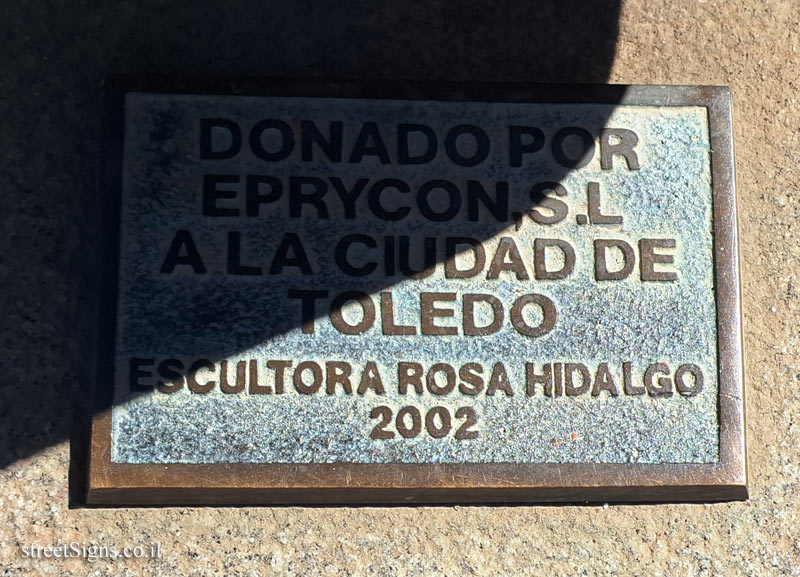 DONADO POR
EPRYCON,S.L
A LA CIUDAD DE
TOLEDO
ESCULTORA ROSA HIDALGO
2002
streetSigns.co.il